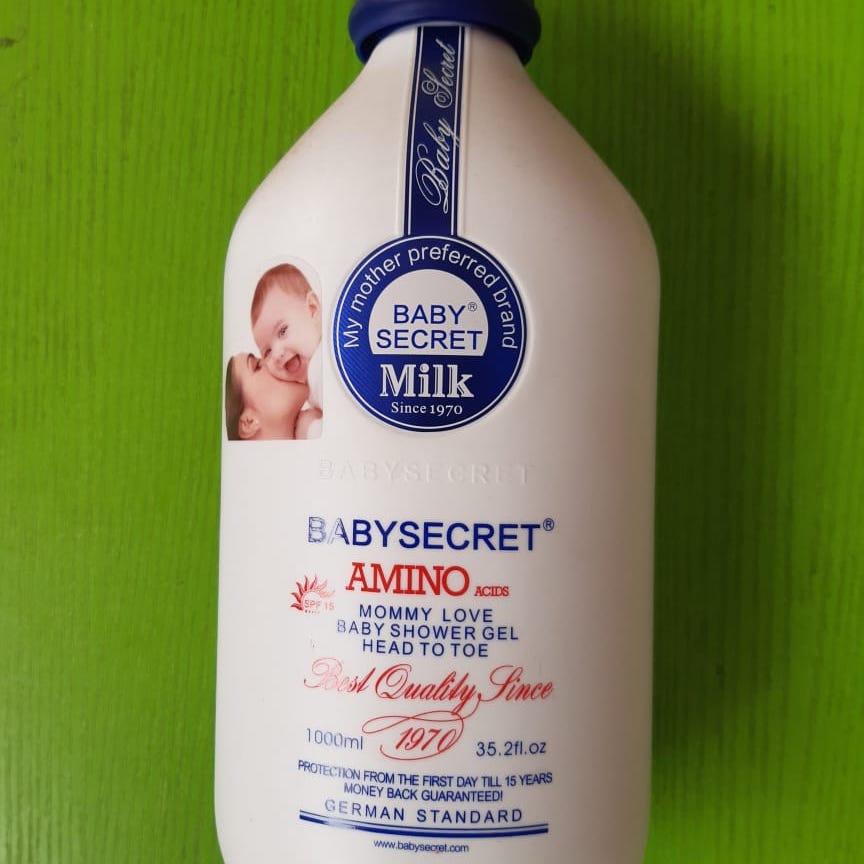 Baby Secret
My mother preferred brand
BABY®
SECRET
Milk
Since 1970
BABYSECRET
BABYSECRET®
AMINO ACIDS
SPF 15
MOMMY LOVE
BABY SHOWER GEL
HEAD TO TOE
Best Quality Since
1970
1000ml
35.2fl.oz
PROTECTION FROM THE FIRST DAY TILL 15 YEARS
MONEY BACK GUARANTEED!
GERMAN STANDARD
www.babysecret.com